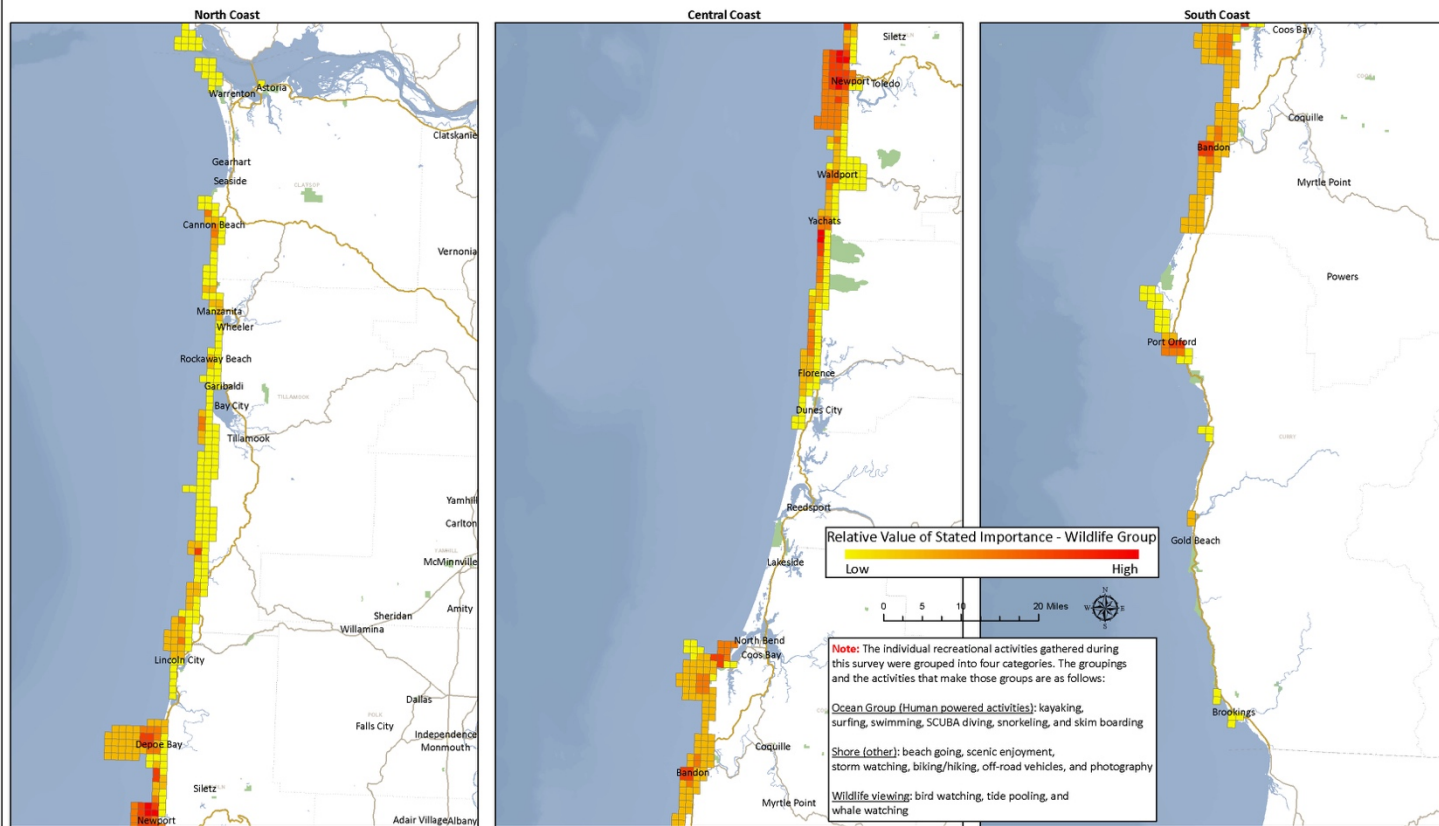 North Coast
Central Coast
South Coast
Warrenton
Astoria
Clatskanie
Gearhart
Seaside
CLATSOP
Cannon Beach
Vernonia
Manzanita
Wheeler
Rockaway Beach
Garibaldi
TILLAMOOK
Bay City
Tillamook
Yamhill
Carlton
YAMHILL
McMinnville
Amity
Sheridan
Willamina
Lincoln City
Dallas
POLK
Falls City
Independence
Monmouth
Depoe Bay
Siletz
Newport
Adair Village
Albany
Siletz
Newport
Toledo
Waldport
Yachats
Florence
Dunes City
Reedsport
Lakeside
North Bend
Coos Bay
Coquille
Bandon
Myrtle Point
Coos Bay
COOS
Coquille
Bandon
Myrtle Point
Powers
Port Orford
CURRY
Gold Beach
Brookings
Relative Value of Stated Importance - Wildlife Group
Low High
0 5 10 20 Miles
N
W E
S
Note: The individual recreational activities gathered during
this survey were grouped into four categories. The groupings
and the activities that make those groups are as follows:
Ocean Group (Human powered activities): kayaking,
surfing, swimming, SCUBA diving, snorkeling, and skim boarding
Shore (other): beach going, scenic enjoyment,
storm watching, biking/hiking, off-road vehicles, and photography
Wildlife viewing: bird watching, tide pooling, and
whale watching